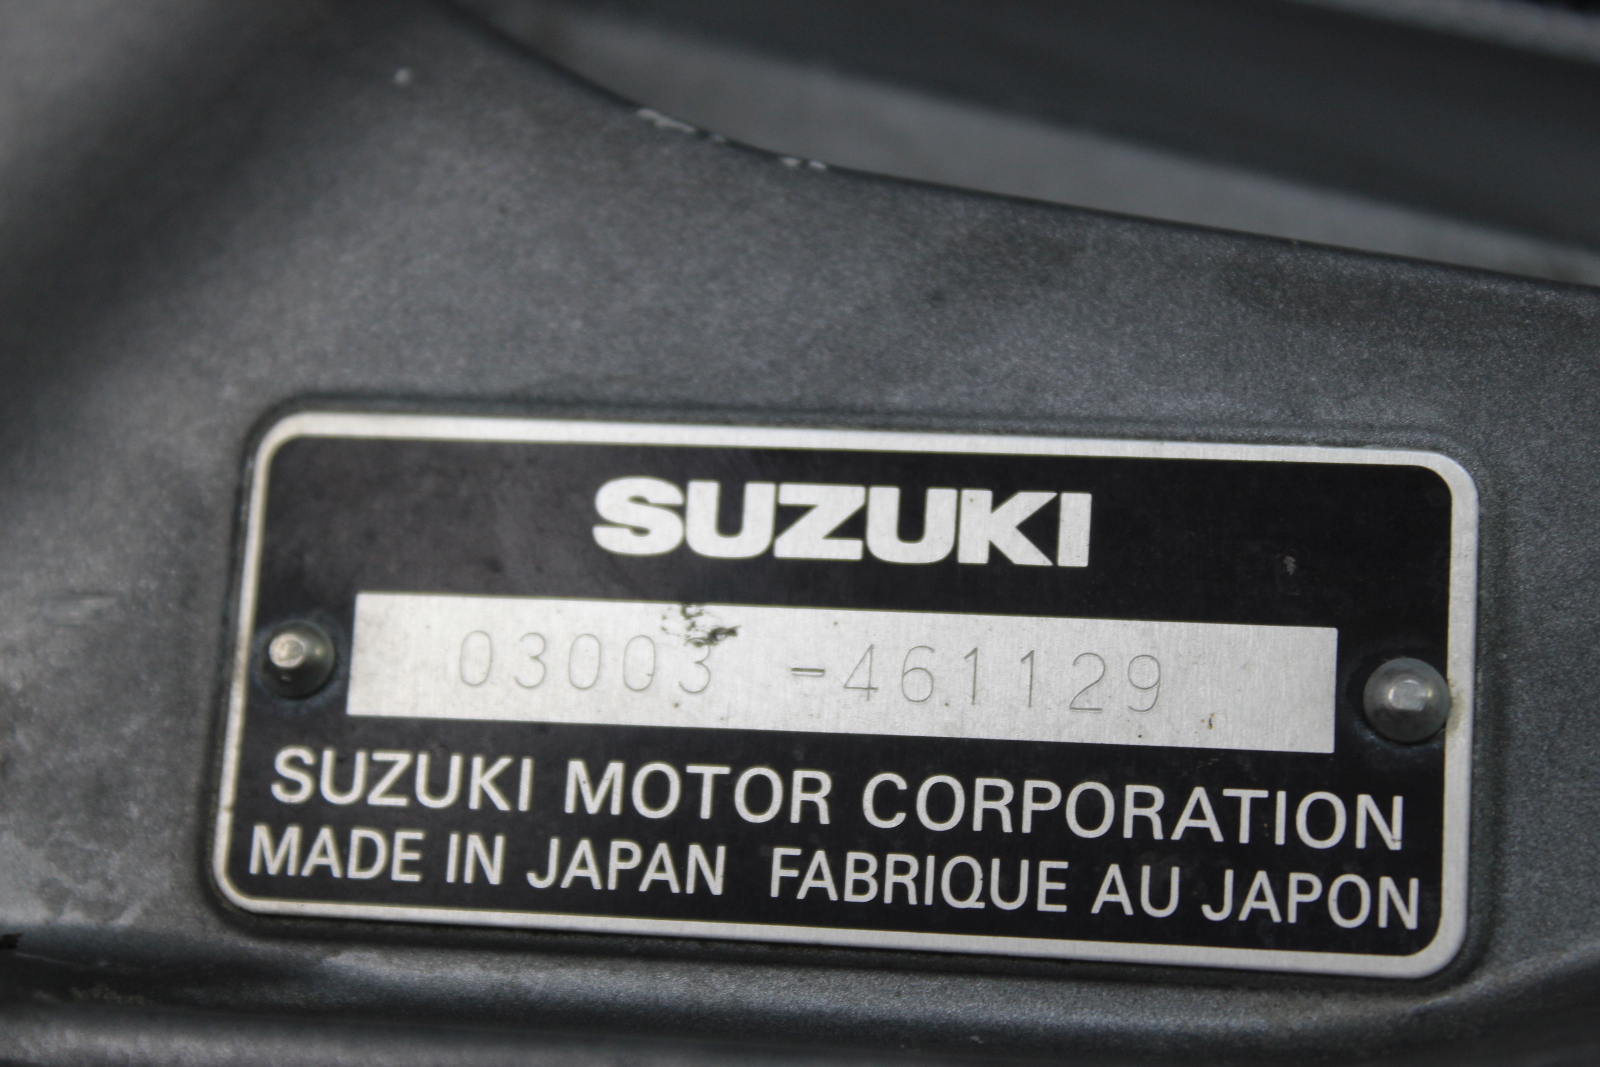 SUZUKI
03003 -461129
SUZUKI MOTOR CORPORATION
MADE IN JAPAN FABRIQUE AU JAPON